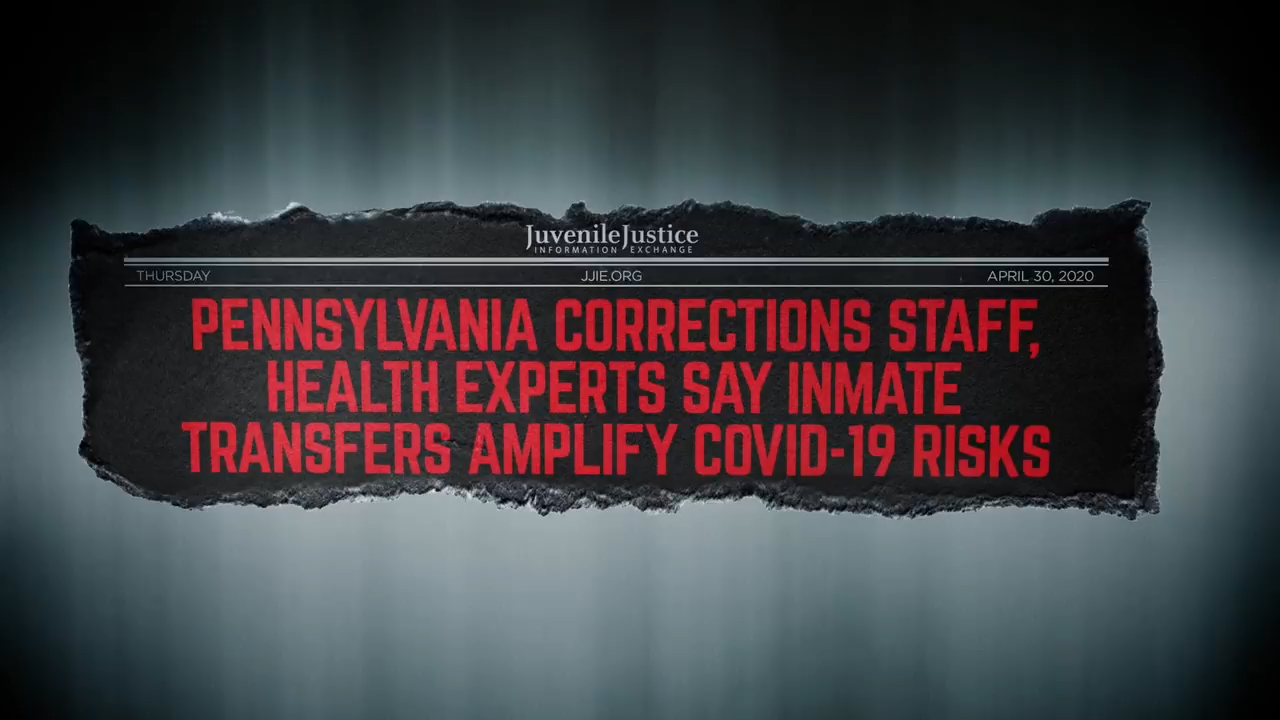 JuvenileJustice
INFORMATION EXCHANGE
THURSDAY JJIE.ORG APRIL 30, 2020
PENNSYLVANIA CORRECTIONS STAFF,
HEALTH EXPERTS SAY INMATE
TRANSFERS AMPLIFY COVID-19 RISKS